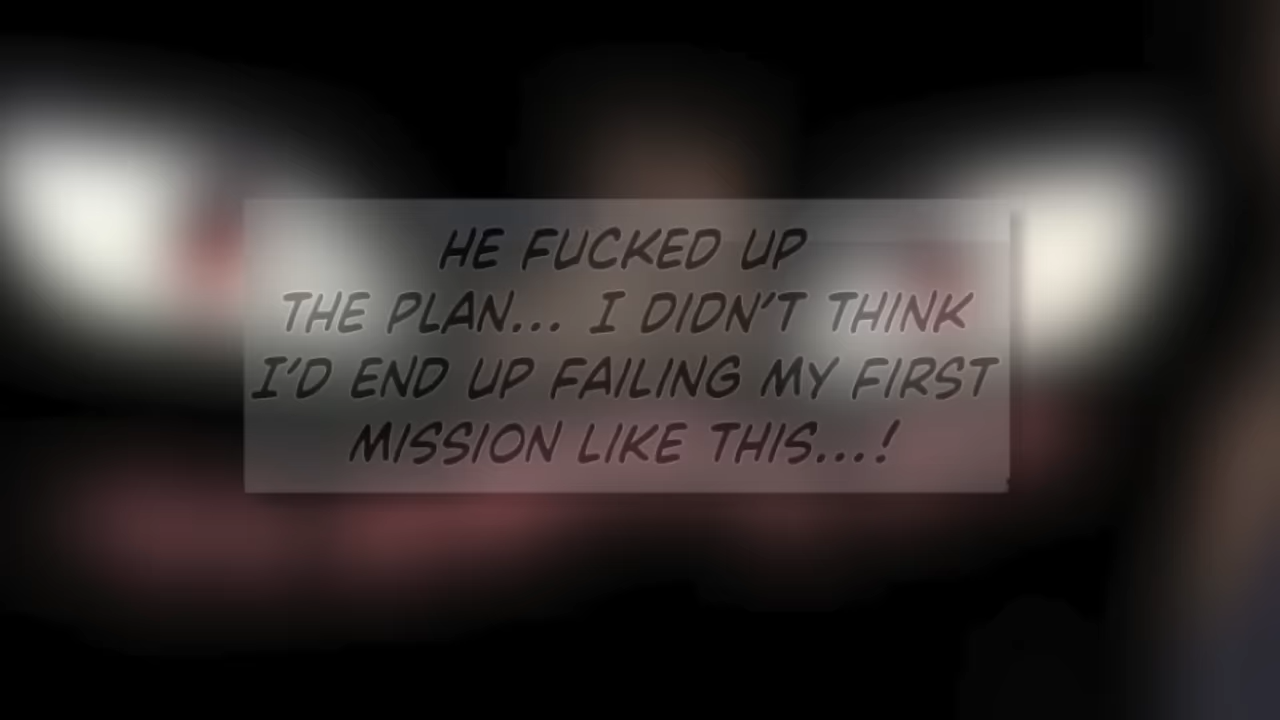 HE FUCKED UP
THE PLAN... I DIDN'T THINK
I'D END UP FAILING MY FIRST
MISSION LIKE THIS...!